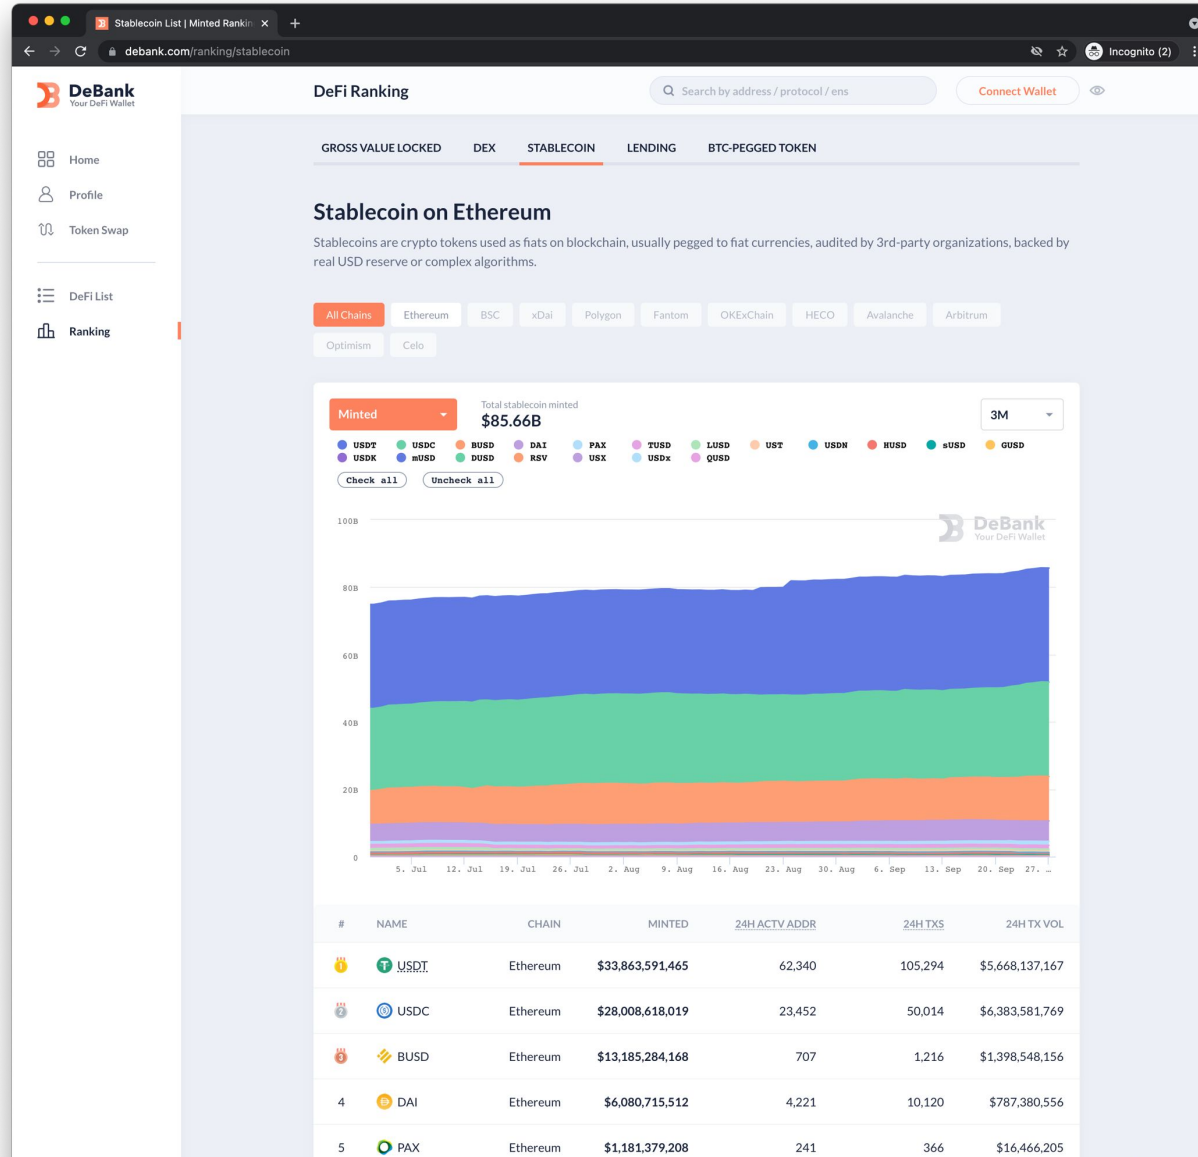 Stablecoin List | Minted Rankin
debank.com/ranking/stablecoin
Incognito (2)
DeBank
Your DeFi Wallet
DeFi Ranking
Search by address / protocol / ens
Connect Wallet
Home
Profile
Token Swap
DeFi List
Ranking
GROSS VALUE LOCKED DEX STABLECOIN LENDING BTC-PEGGED TOKEN
Stablecoin on Ethereum
Stablecoins are crypto tokens used as fiats on blockchain, usually pegged to fiat currencies, audited by 3rd-party organizations, backed by
real USD reserve or complex algorithms.
All Chains Ethereum BSC xDai Polygon Fantom OKExChain HECO Avalanche Arbitrum
Optimism Celo
Minted
Total stablecoin minted
$85.66B
3M
USDT USDC BUSD DAI PAX TUSD LUSD UST USDN HUSD sUSD GUSD
USDK mUSD DUSD RSV USX USDx QUSD
Check all Uncheck all
DeBank
Your DeFi Wallet
100B
80B
60B
40B
20B
0
5. Jul 12. Jul 19. Jul 26. Jul 2. Aug 9. Aug 16. Aug 23. Aug 30. Aug 6. Sep 13. Sep 20. Sep 27. …
# NAME CHAIN MINTED 24H ACTV ADDR 24H TXS 24H TX VOL
1 USDT Ethereum $33,863,591,465 62,340 105,294 $5,668,137,167
2 USDC Ethereum $28,008,618,019 23,452 50,014 $6,383,581,769
3 BUSD Ethereum $13,185,284,168 707 1,216 $1,398,548,156
4 DAI Ethereum $6,080,715,512 4,221 10,120 $787,380,556
5 PAX Ethereum $1,181,379,208 241 366 $16,466,205